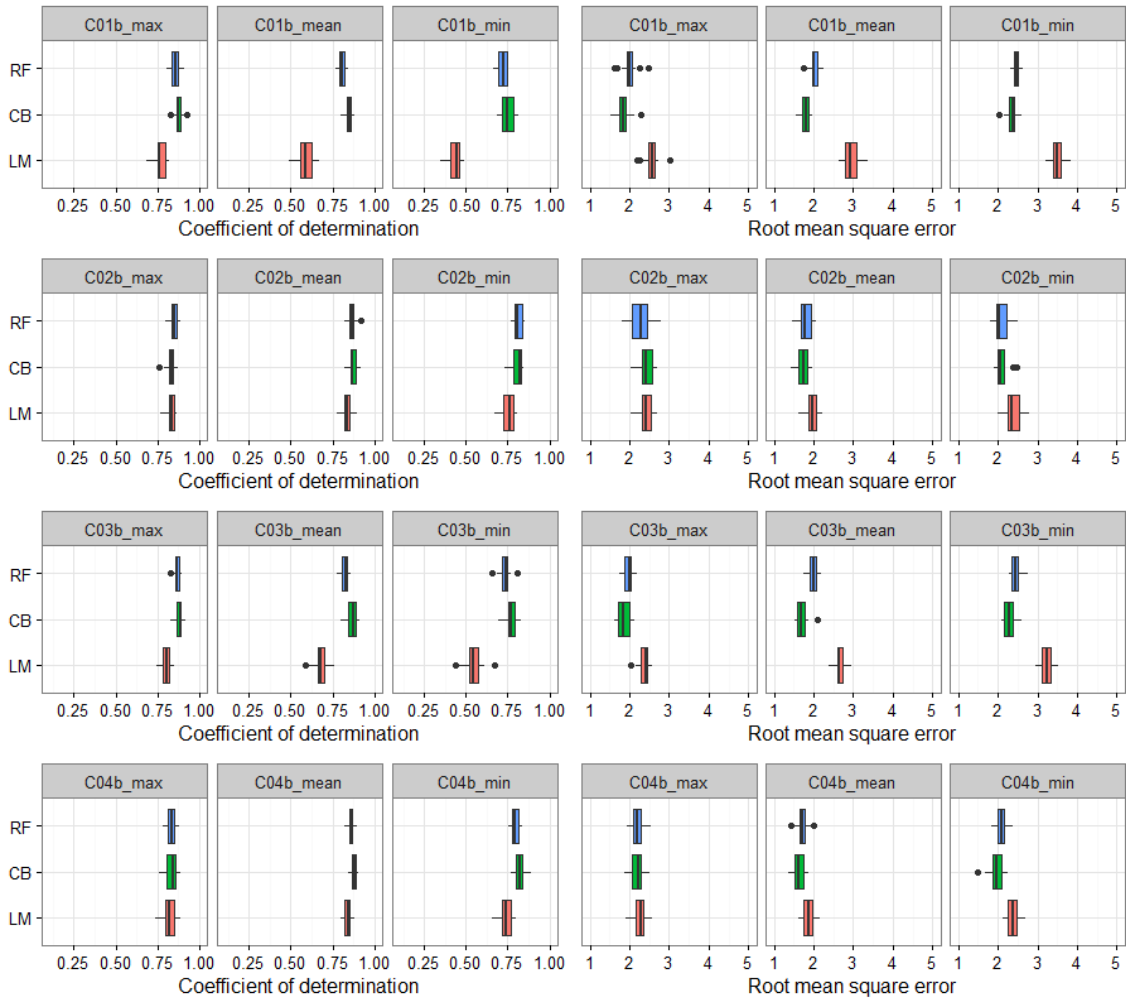 C01b_max C01b_mean C01b_min C01b_max C01b_mean C01b_min
RF
CB
LM
0.25 0.50 0.75 1.00 0.25 0.50 0.75 1.00 0.25 0.50 0.75 1.00 1 2 3 4 5 1 2 3 4 5 1 2 3 4 5
Coefficient of determination Root mean square error
C02b_max C02b_mean C02b_min C02b_max C02b_mean C02b_min
RF
CB
LM
0.25 0.50 0.75 1.00 0.25 0.50 0.75 1.00 0.25 0.50 0.75 1.00 1 2 3 4 5 1 2 3 4 5 1 2 3 4 5
Coefficient of determination Root mean square error
C03b_max C03b_mean C03b_min C03b_max C03b_mean C03b_min
RF
CB
LM
0.25 0.50 0.75 1.00 0.25 0.50 0.75 1.00 0.25 0.50 0.75 1.00 1 2 3 4 5 1 2 3 4 5 1 2 3 4 5
Coefficient of determination Root mean square error
C04b_max C04b_mean C04b_min C04b_max C04b_mean C04b_min
RF
CB
LM
0.25 0.50 0.75 1.00 0.25 0.50 0.75 1.00 0.25 0.50 0.75 1.00 1 2 3 4 5 1 2 3 4 5 1 2 3 4 5
Coefficient of determination Root mean square error